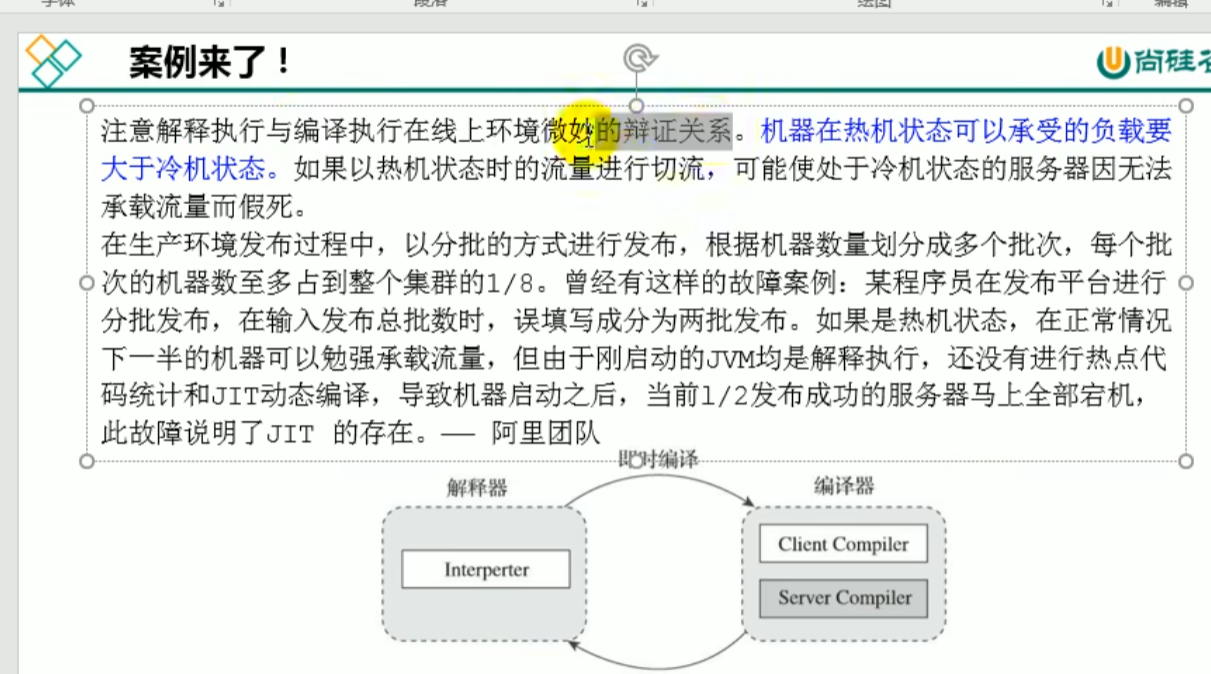 字体
段落
绘图
编辑
案例来了！
尚硅谷
注意解释执行与编译执行在线上环境微妙的辩证关系。机器在热机状态可以承受的负载要
大于冷机状态。如果以热机状态时的流量进行切流，可能使处于冷机状态的服务器因无法
承载流量而假死。
在生产环境发布过程中，以分批的方式进行发布，根据机器数量划分成多个批次，每个批
次的机器数至多占到整个集群的1/8。曾经有这样的故障案例：某程序员在发布平台进行
分批发布，在输入发布总批数时，误填写成分为两批发布。如果是热机状态，在正常情况
下一半的机器可以勉强承载流量，但由于刚启动的JVM均是解释执行，还没有进行热点代
码统计和JIT动态编译，导致机器启动之后，当前1/2发布成功的服务器马上全部宕机，
此故障说明了JIT 的存在。—— 阿里团队
即时编译
解释器
编译器
Interperter
Client Compiler
Server Compiler